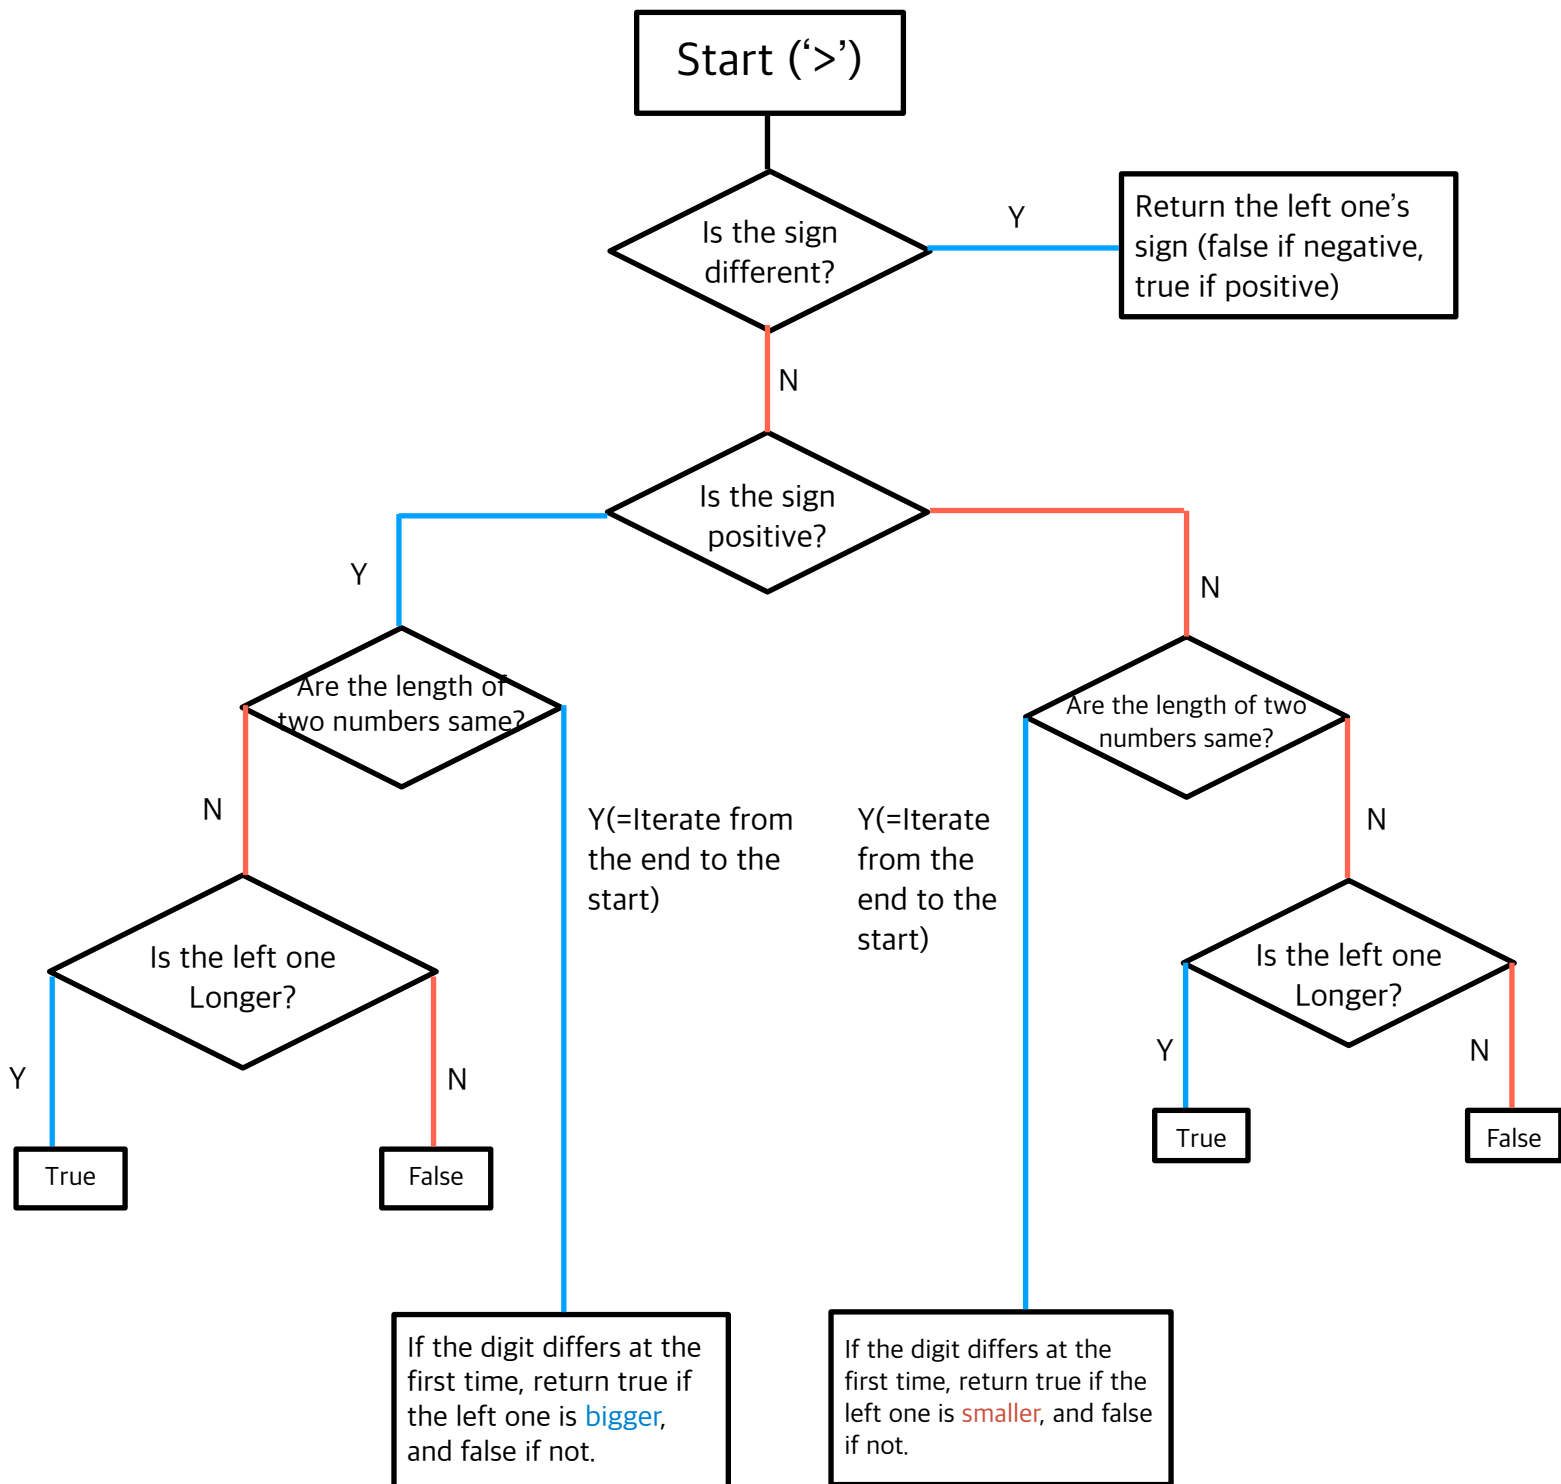 Start (‘>’)
Is the sign
different?
Y
Return the left one’s
sign (false if negative,
true if positive)
N
Is the sign
positive?
Y
N
Are the length of
two numbers same?
Are the length of two
numbers same?
N
Y(=Iterate from
the end to the
start)
Y(=Iterate
from the
end to the
start)
N
Is the left one
Longer?
Is the left one
Longer?
Y
N
Y
N
True
False
True
False
If the digit differs at the
first time, return true if
the left one is bigger,
and false if not.
If the digit differs at the
first time, return true if the
left one is smaller, and false
if not.